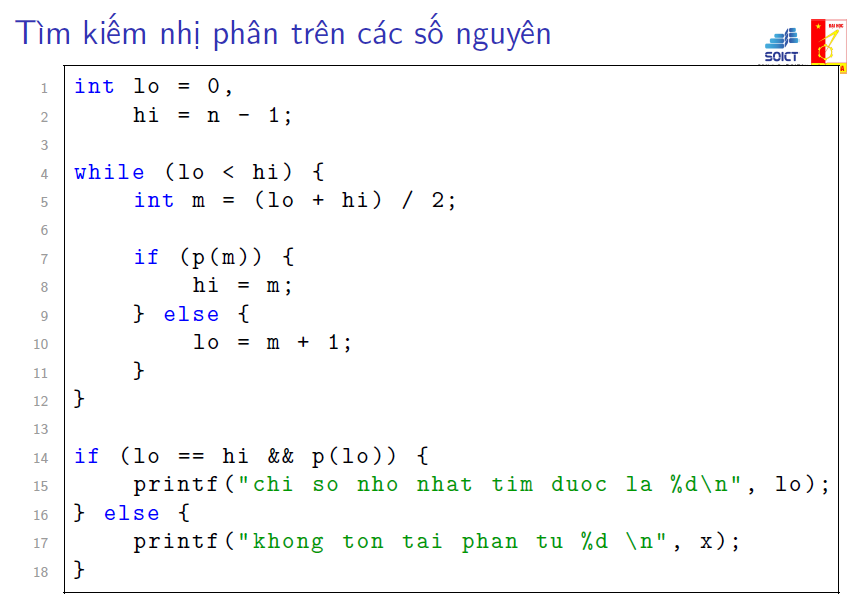 Tìm kiếm nhị phân trên các số nguyên
SOICT
1 int lo = 0,
2 hi = n - 1;
3
4 while (lo < hi) {
5 int m = (lo + hi) / 2;
6
7 if (p(m)) {
8 hi = m;
9 } else {
10 lo = m + 1;
11 }
12 }
13
14 if (lo == hi && p(lo)) {
15 printf("chi so nho nhat tim duoc la %d\n", lo);
16 } else {
17 printf("khong ton tai phan tu %d \n", x);
18 }